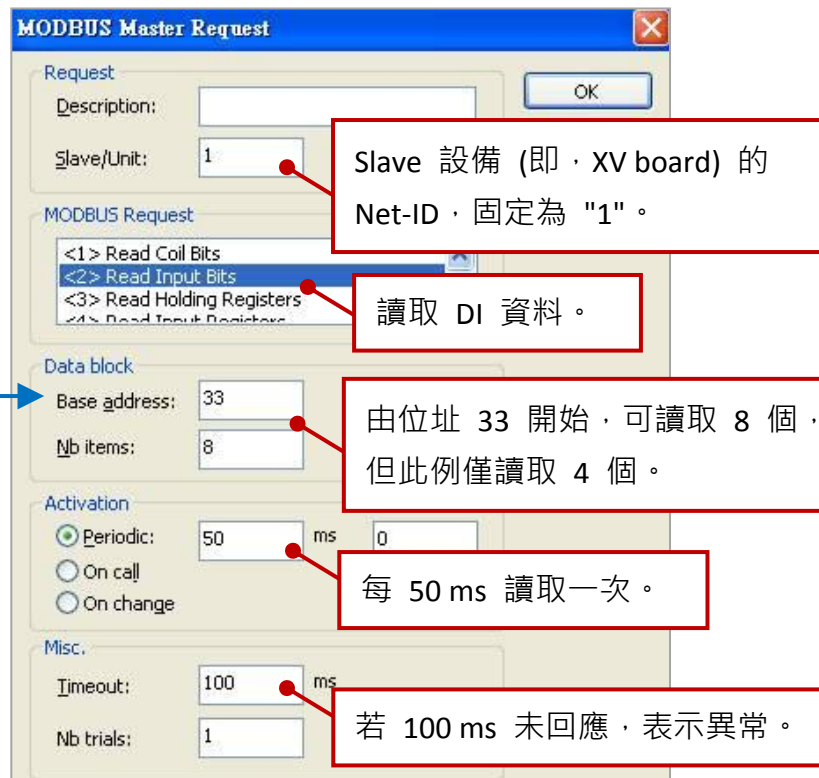 MODBUS Master Request
Request
OK
Description:
Slave/Unit:
1
Slave 設備 (即，XV board) 的
Net-ID，固定為 "1"。
MODBUS Request
<1> Read Coil Bits
<2> Read Input Bits
<3> Read Holding Registers
<4> Read Input Registers
讀取 DI 資料。
Data block
Base address:
33
Nb items:
8
由位址 33 開始，可讀取 8 個，
但此例僅讀取 4 個。
Activation
Periodic:
50
ms
0
On call
On change
每 50 ms 讀取一次。
Misc.
Timeout:
100
ms
Nb trials:
1
若 100 ms 未回應，表示異常。